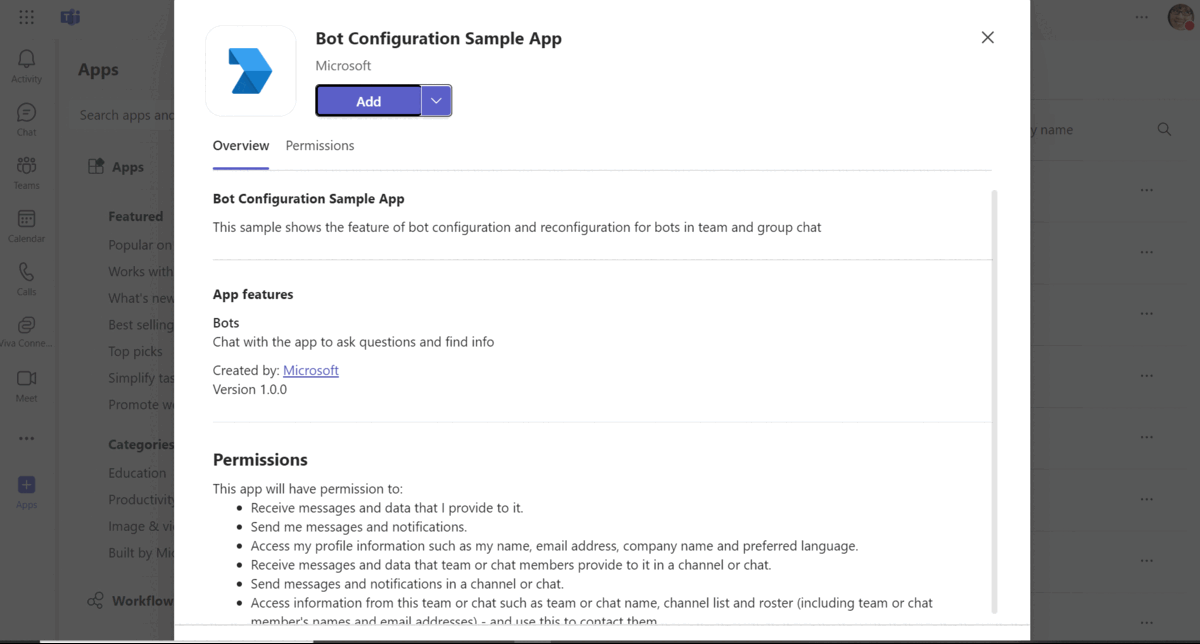 Bot Configuration Sample App
Microsoft
Add
Overview
Permissions
Bot Configuration Sample App
This sample shows the feature of bot configuration and reconfiguration for bots in team and group chat
App features
Bots
Chat with the app to ask questions and find info
Created by: Microsoft
Version 1.0.0
Permissions
This app will have permission to:
Receive messages and data that I provide to it.
Send me messages and notifications.
Access my profile information such as my name, email address, company name and preferred language.
Receive messages and data that team or chat members provide to it in a channel or chat.
Send messages and notifications in a channel or chat.
Access information from this team or chat such as team or chat name, channel list and roster (including team or chat
member's names and email addresses) - and use this to contact them.
Activity
Chat
Teams
Calendar
Calls
Viva Conne...
Meet
Apps
Apps
Search apps and
Apps
Featured
Popular on
Works with
What's new
Best selling
Top picks
Simplify
Promote
Categories
Education
Productivity
Image &
Built by
Workflow
name